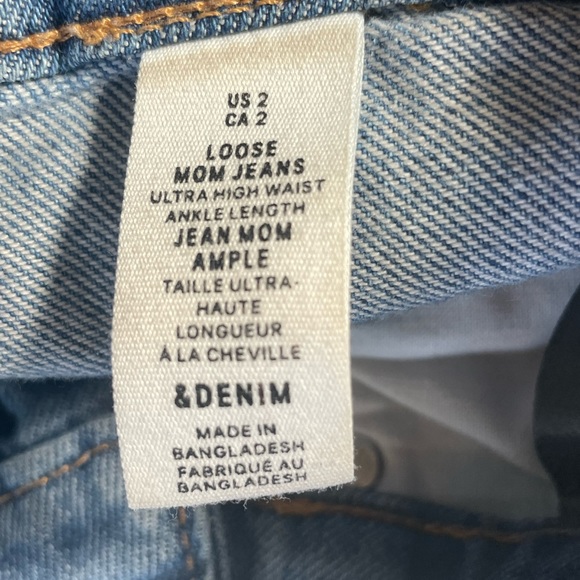 US 2
CA 2
LOOSE
MOM JEANS
ULTRA HIGH WAIST
ANKLE LENGTH
JEAN MOM
AMPLE
TAILLE ULTRA-
HAUTE
LONGUEUR
À LA CHEVILLE
&DENIM
MADE IN
BANGLADESH
FABRIQUÉ AU
BANGLADESH